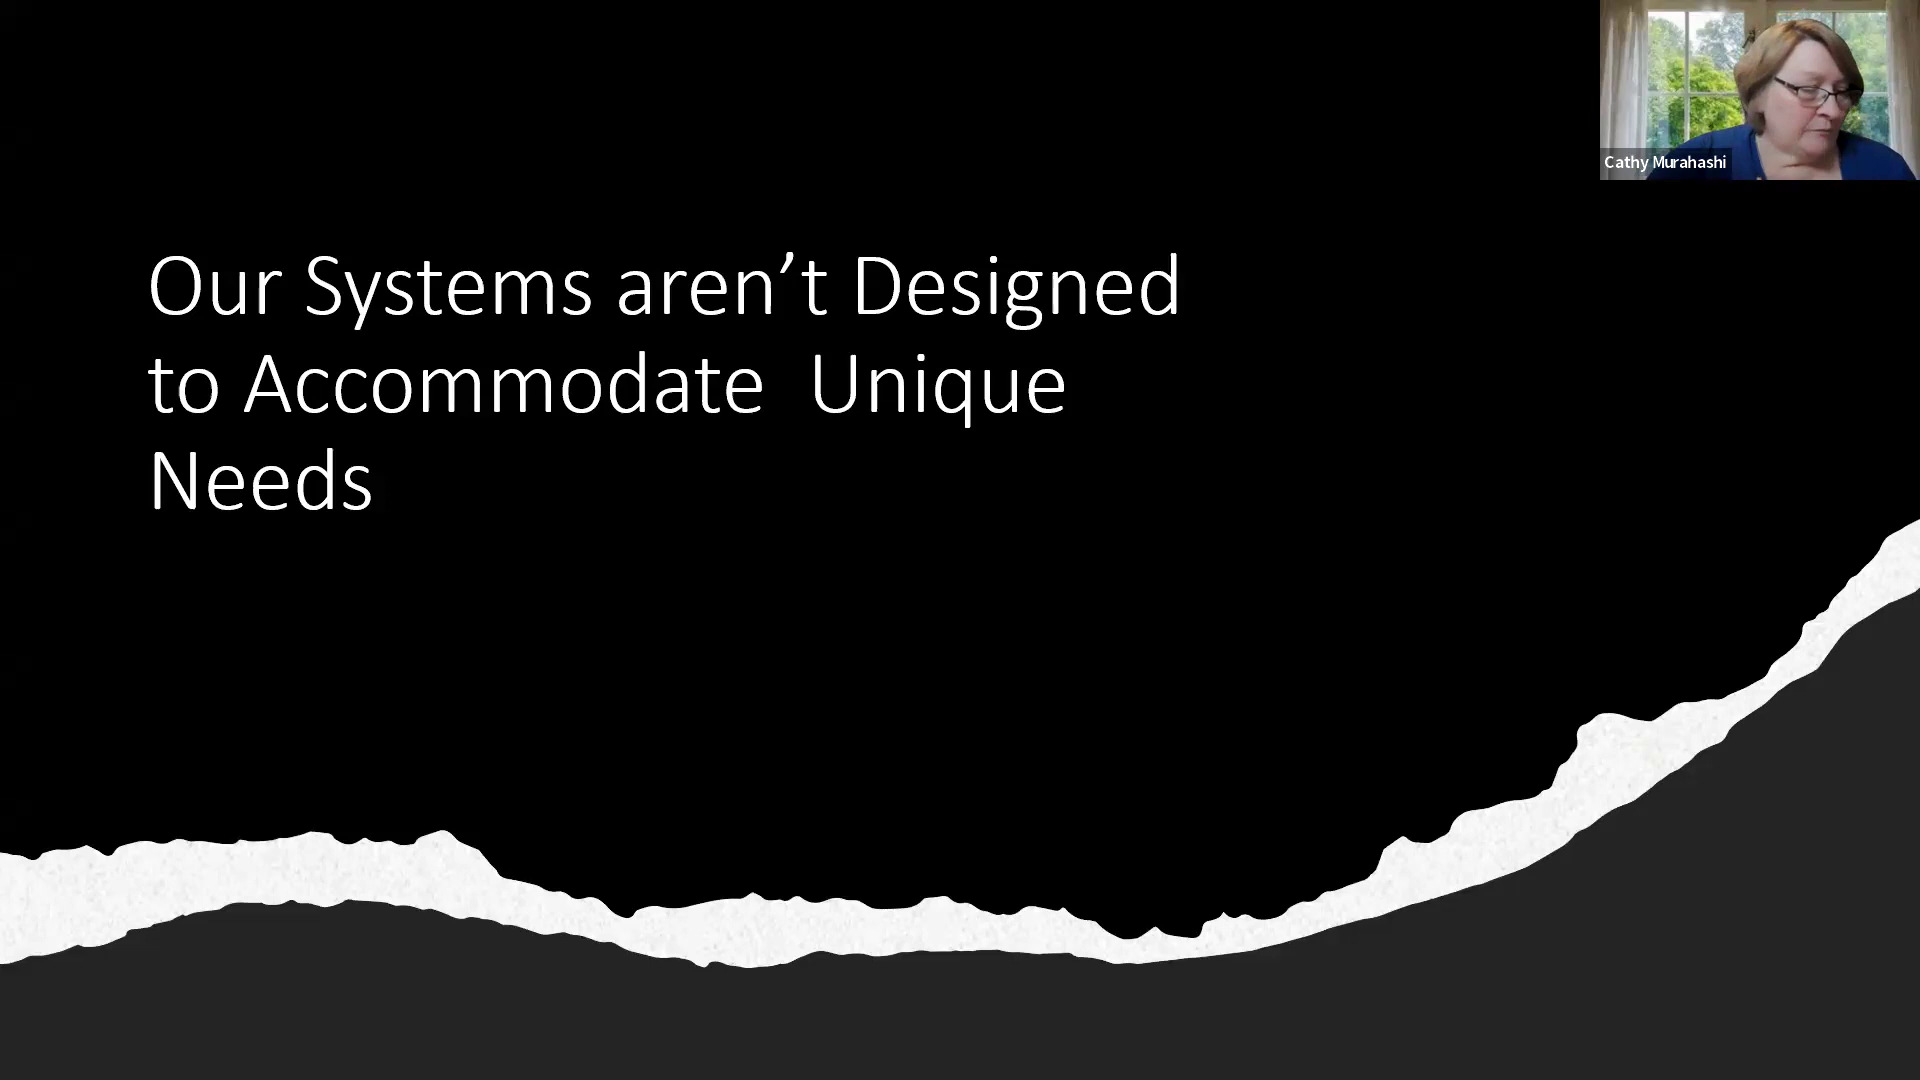 Cathy Murahashi
Our Systems aren’t Designed
to Accommodate  Unique
Needs